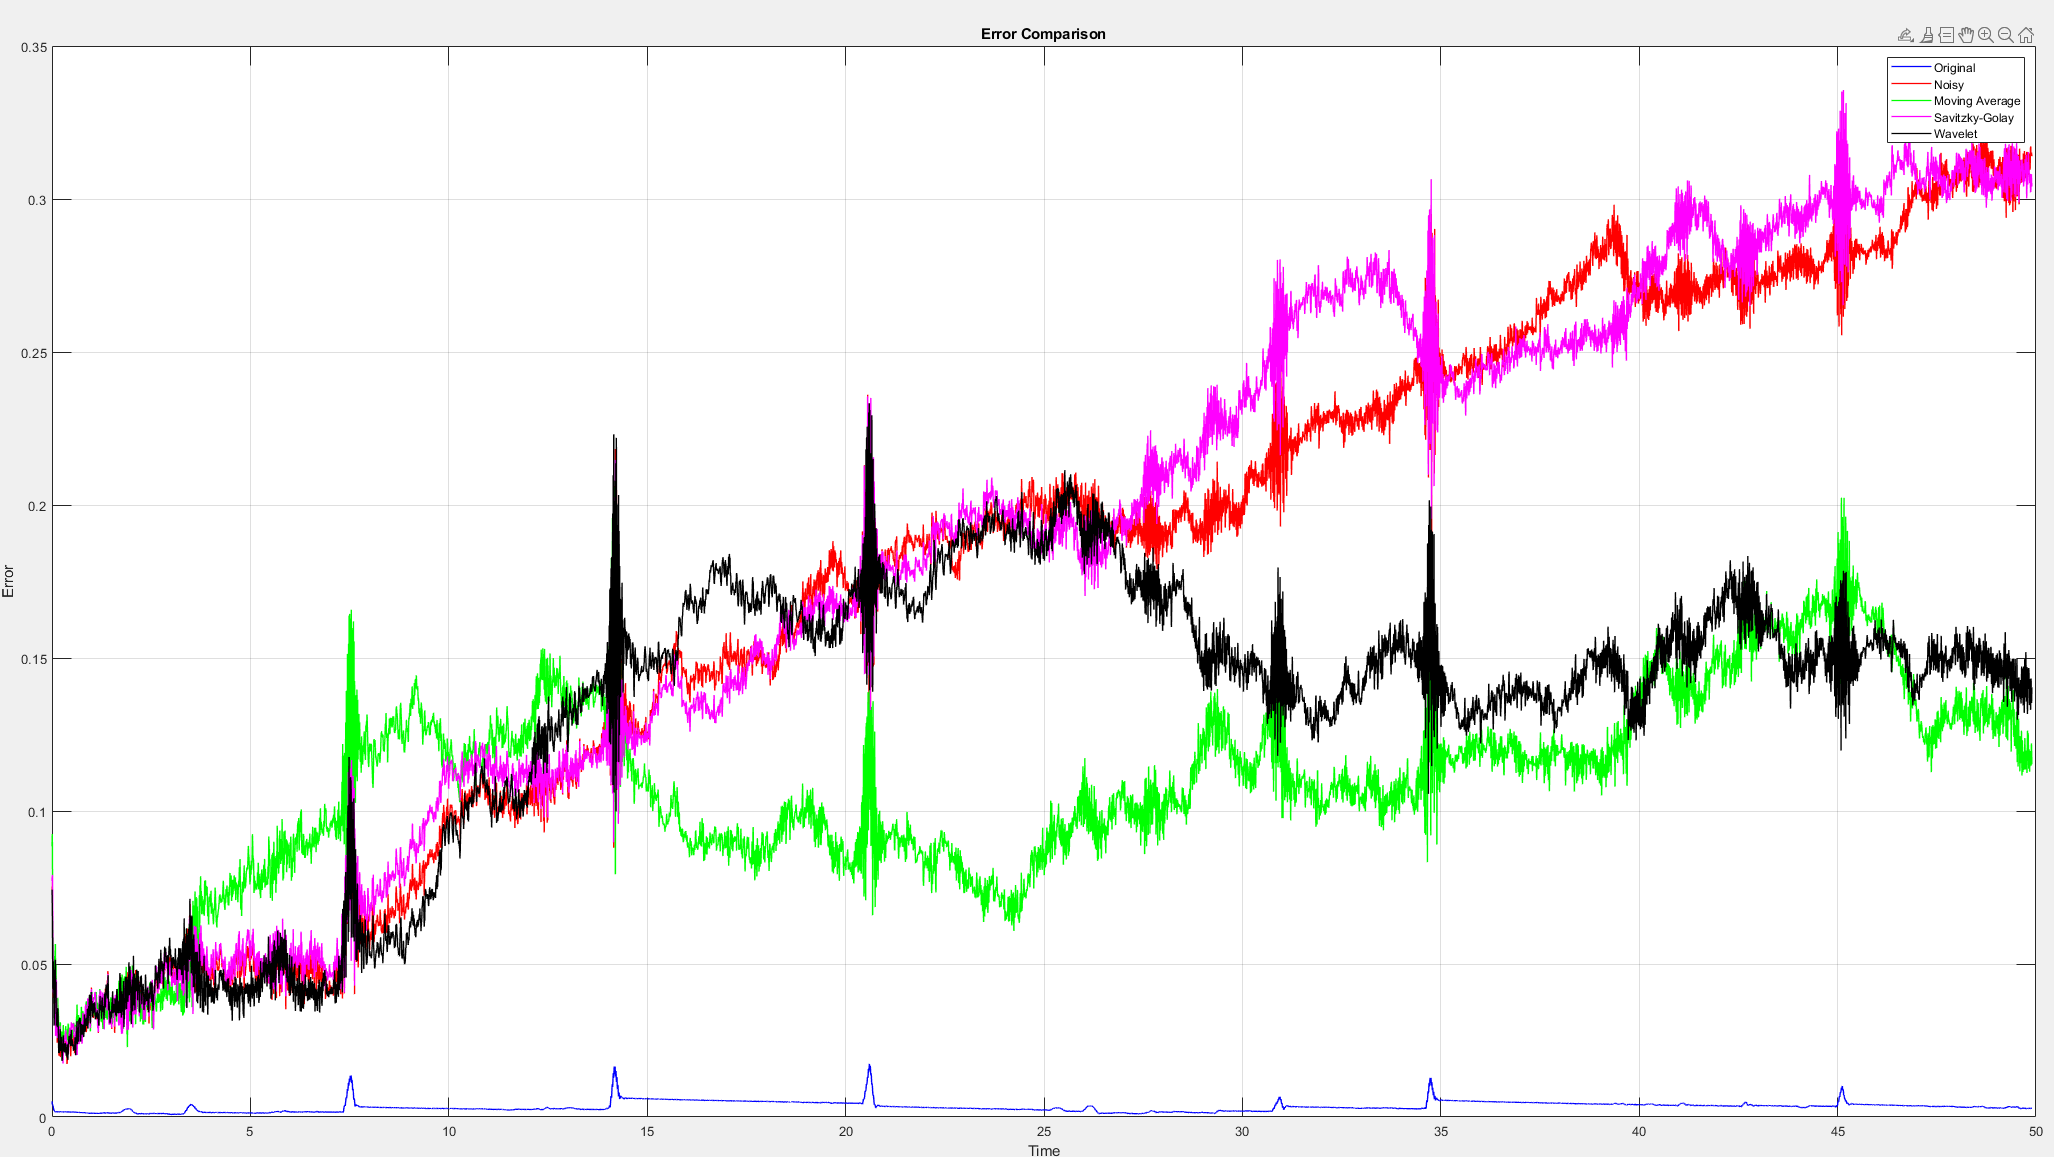 Error Comparison
Original
Noisy
Moving Average
Savitzky-Golay
Wavelet
0.35
0.3
0.25
0.2
0.15
0.1
0.05
0
Error
0 5 10 15 20 25 30 35 40 45 50
Time